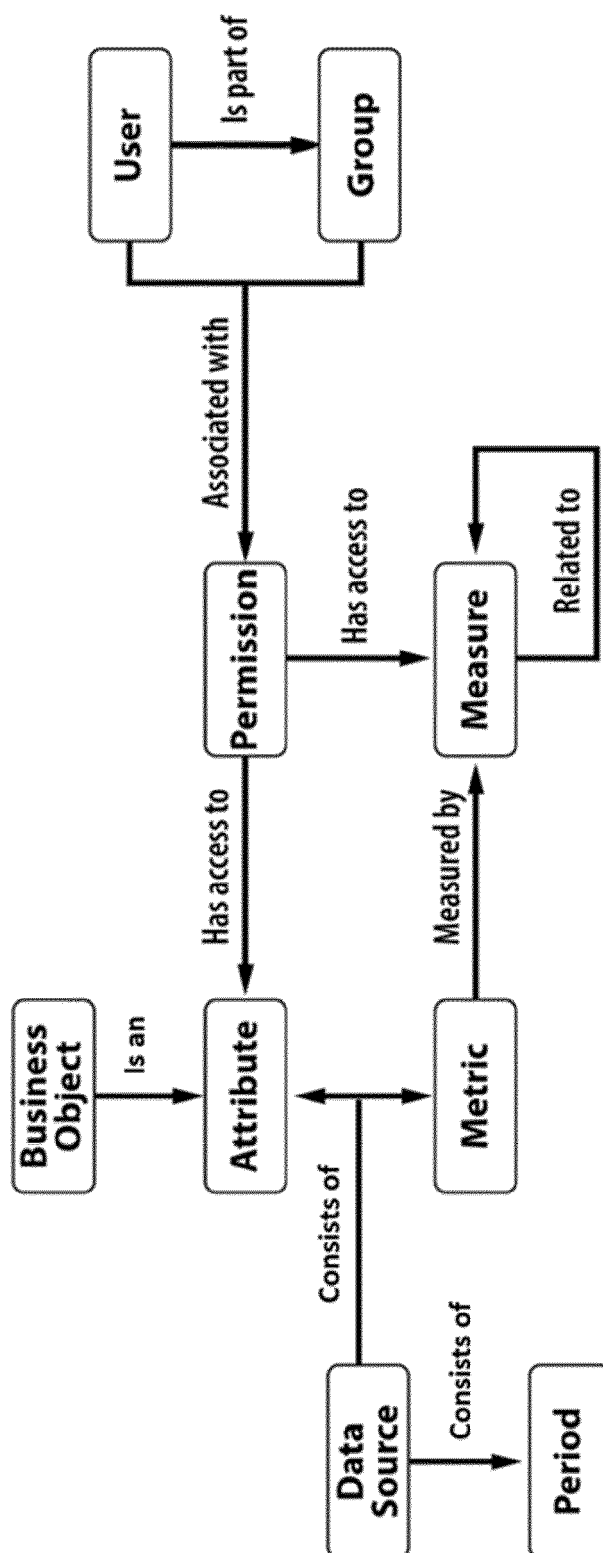 Business
Object
Is an
Attribute
Has access to
Permission
Associated with
User
Is part of
Group
Data
Source
Consists of
Consists of
Period
Metric
Measured by
Measure
Has access to
Related to